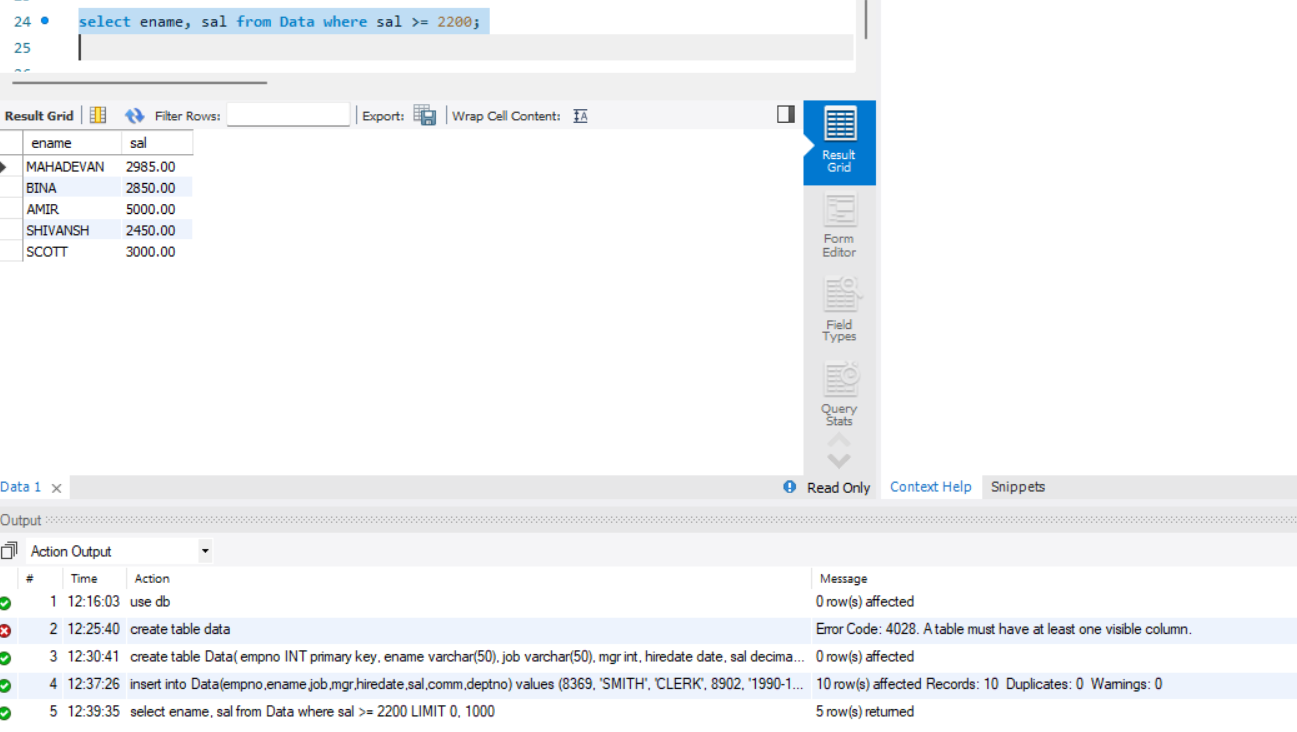 24 select ename, sal from Data where sal >= 2200;
25
Result Grid Filter Rows: Export: Wrap Cell Content: IA
ename sal
MAHADEVAN 2985.00
BINA 2850.00
AMIR 5000.00
SHIVANSH 2450.00
SCOTT 3000.00
Result
Grid
Form
Editor
Field
Types
Query
Stats
Data 1 Read Only Context Help Snippets
Output
Action Output
# Time Action Message
1 12:16:03 use db 0 row(s) affected
2 12:25:40 create table data Error Code: 4028. A table must have at least one visible column.
3 12:30:41 create table Data( empno INT primary key, ename varchar(50), job varchar(50), mgr int, hiredate date, sal decima... 0 row(s) affected
4 12:37:26 insert into Data(empno,ename,job,mgr,hiredate,sal,comm,deptno) values (8369, 'SMITH', 'CLERK', 8902, '1990-1... 10 row(s) affected Records: 10 Duplicates: 0 Warnings: 0
5 12:39:35 select ename, sal from Data where sal >= 2200 LIMIT 0, 1000 5 row(s) returned